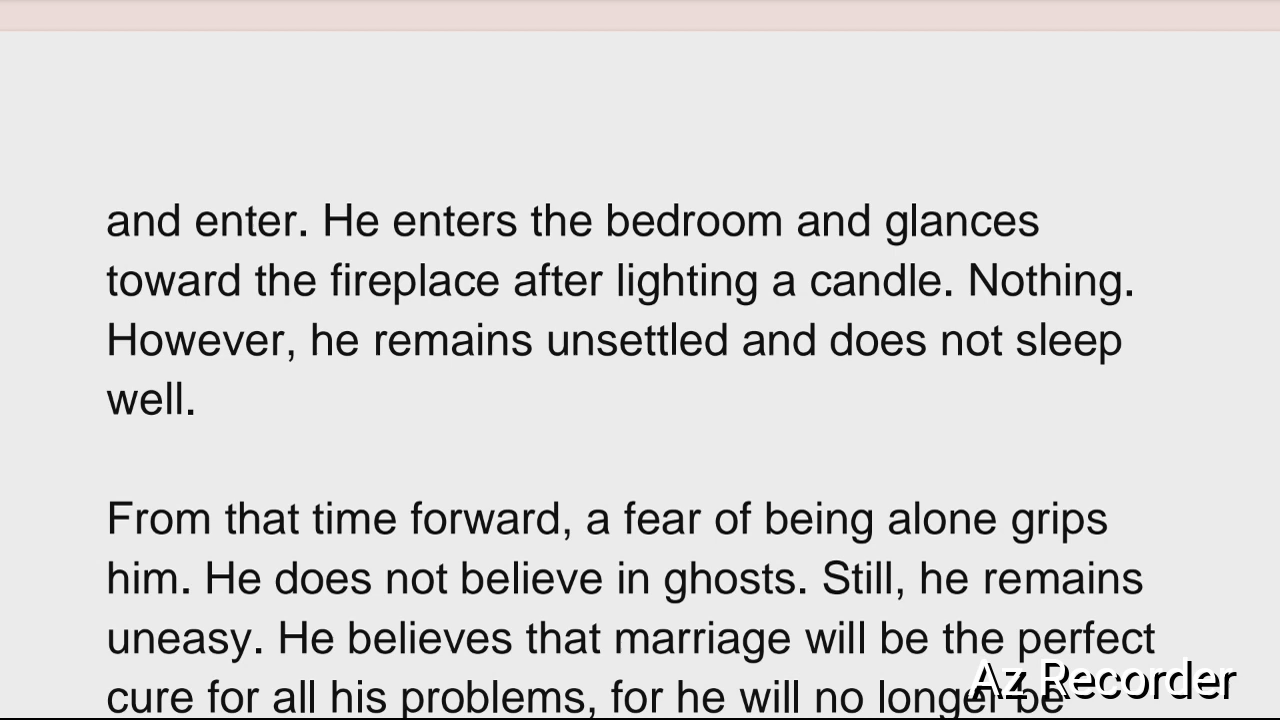 and enter. He enters the bedroom and glances
toward the fireplace after lighting a candle. Nothing.
However, he remains unsettled and does not sleep
well.
From that time forward, a fear of being alone grips
him. He does not believe in ghosts. Still, he remains
uneasy. He believes that marriage will be the perfect
cure for all his problems, for he will no longer be
Az Recorder